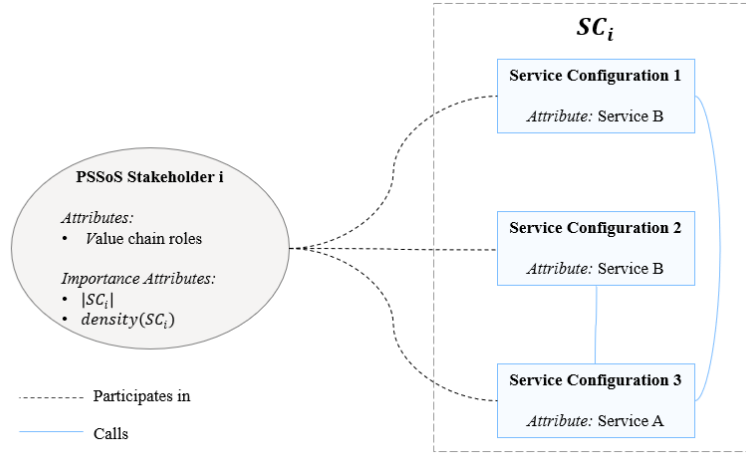 SC_i
Service Configuration 1
Attribute: Service B
PSSoS Stakeholder i
Attributes:
• Value chain roles
Importance Attributes:
• |SC_i|
• density(SC_i)
Service Configuration 2
Attribute: Service B
Service Configuration 3
Attribute: Service A
Participates in
Calls